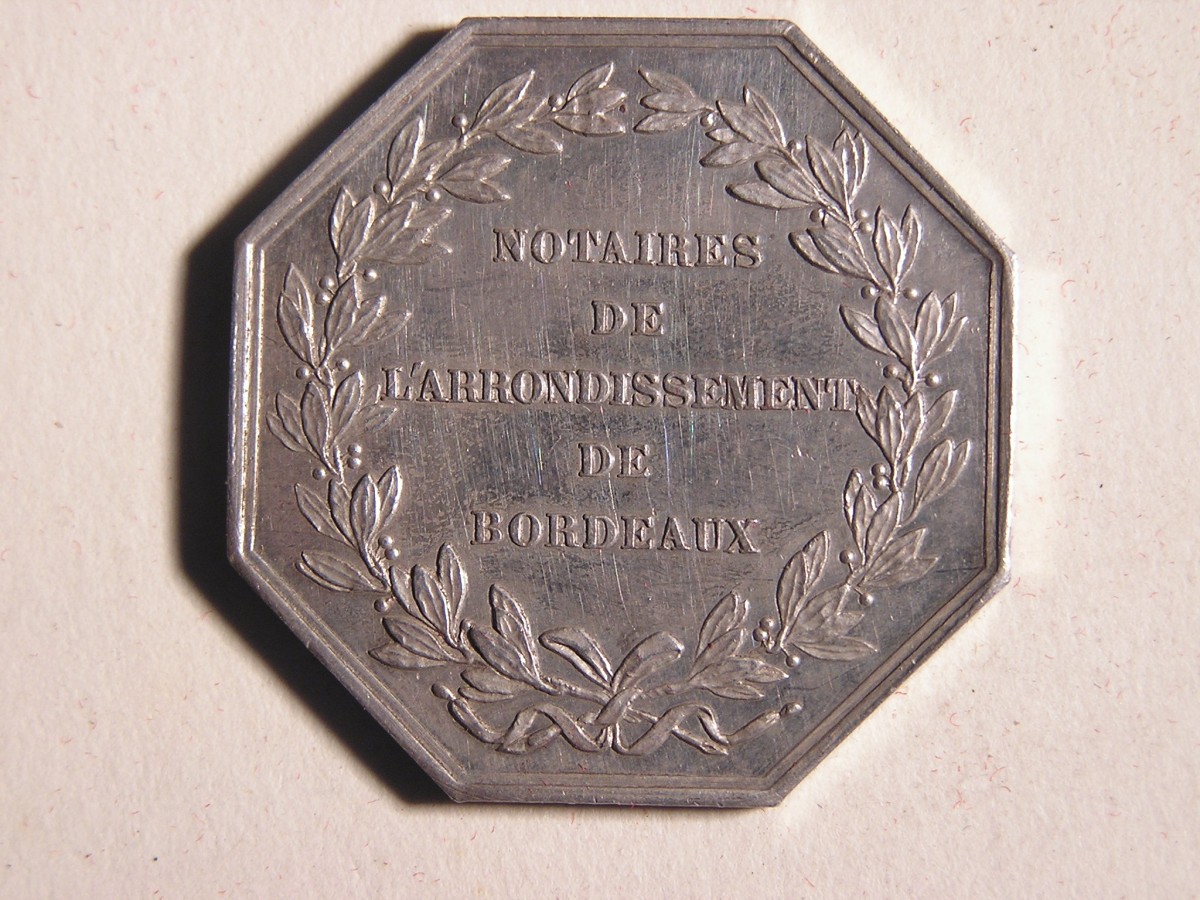 NOTAIRES
DE
L'ARRONDISSEMENT
DE
BORDEAUX